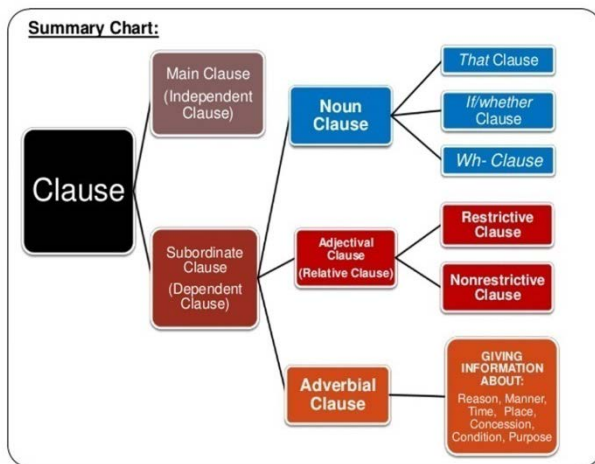 Summary Chart:
Clause
Main Clause
(Independent
Clause)
Subordinate
Clause
(Dependent
Clause)
Noun
Clause
That Clause
If/whether
Clause
Wh- Clause
Adjectival
Clause
(Relative Clause)
Restrictive
Clause
Nonrestrictive
Clause
Adverbial
Clause
GIVING
INFORMATION
ABOUT:
Reason, Manner,
Time, Place,
Concession,
Condition, Purpose